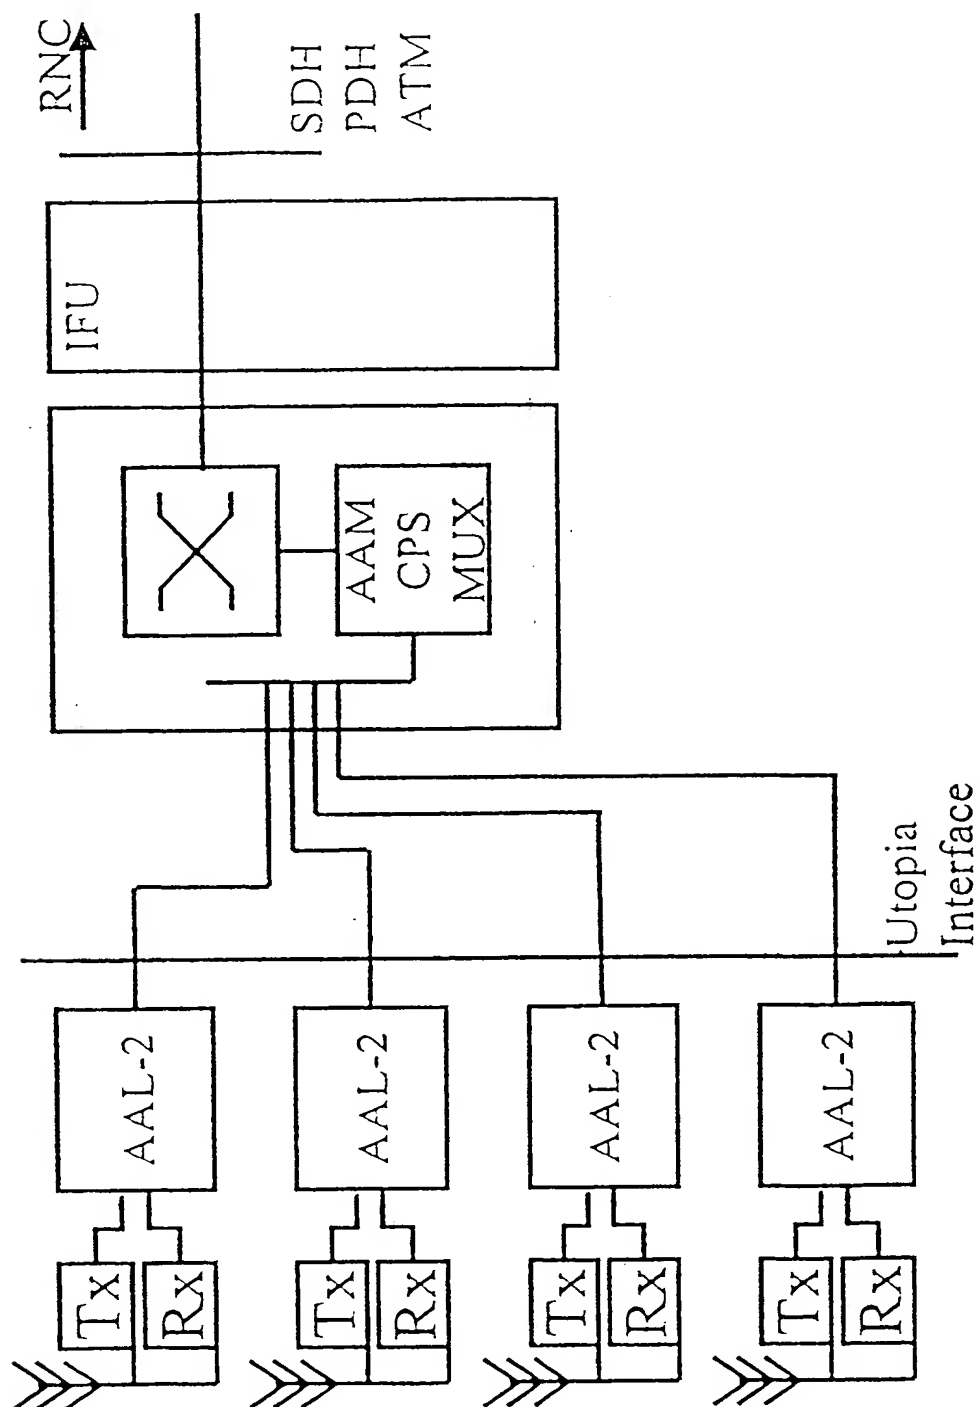 RNC
SDH
PDH
ATM
IFU
AAM
CPS
MUX
Utopia
Interface
AAL-2
AAL-2
AAL-2
AAL-2
Tx
Rx
Tx
Rx
Tx
Rx
Tx
Rx